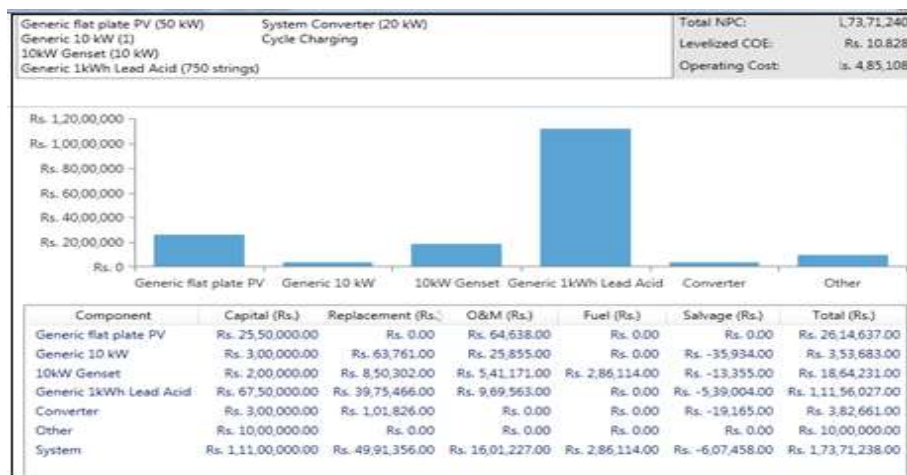 Generic flat plate PV (50 kW) System Converter (20 kW)
Generic 10 kW (1) Cycle Charging
10kW Genset (10 kW)
Generic 1kWh Lead Acid (750 strings)
Total NPC: 1,73,71,240
Levelized COE: Rs. 10.828
Operating Cost: s. 4,85,108
Rs. 1,20,00,000
Rs. 1,00,00,000
Rs. 80,00,000
Rs. 60,00,000
Rs. 40,00,000
Rs. 20,00,000
Rs. 0
Generic flat plate PV Generic 10 kW 10kW Genset Generic 1kWh Lead Acid Converter Other
Component Capital (Rs.) Replacement (Rs. O&M (Rs.) Fuel (Rs.) Salvage (Rs.) Total (Rs.)
Generic flat plate PV Rs. 25,50,000.00 Rs. 0.00 Rs. 64,638.00 Rs. 0.00 Rs. 0.00 Rs. 26,14,637.00
Generic 10 kW Rs. 3,00,000.00 Rs. 63,761.00 Rs. 25,855.00 Rs. 0.00 Rs. -35,934.00 Rs. 3,53,683.00
10kW Genset Rs. 2,00,000.00 Rs. 8,50,302.00 Rs. 5,41,171.00 Rs. 2,86,114.00 Rs. -13,355.00 Rs. 18,64,231.00
Generic 1kWh Lead Acid Rs. 67,50,000.00 Rs. 39,75,466.00 Rs. 9,69,563.00 Rs. 0.00 Rs. -5,39,004.00 Rs. 1,11,56,027.00
Converter Rs. 3,00,000.00 Rs. 1,01,826.00 Rs. 0.00 Rs. 0.00 Rs. -19,165.00 Rs. 3,82,661.00
Other Rs. 10,00,000.00 Rs. 0.00 Rs. 0.00 Rs. 0.00 Rs. 0.00 Rs. 10,00,000.00
System Rs. 1,11,00,000.00 Rs. 49,91,356.00 Rs. 16,01,227.00 Rs. 2,86,114.00 Rs. -6,07,458.00 Rs. 1,73,71,238.00